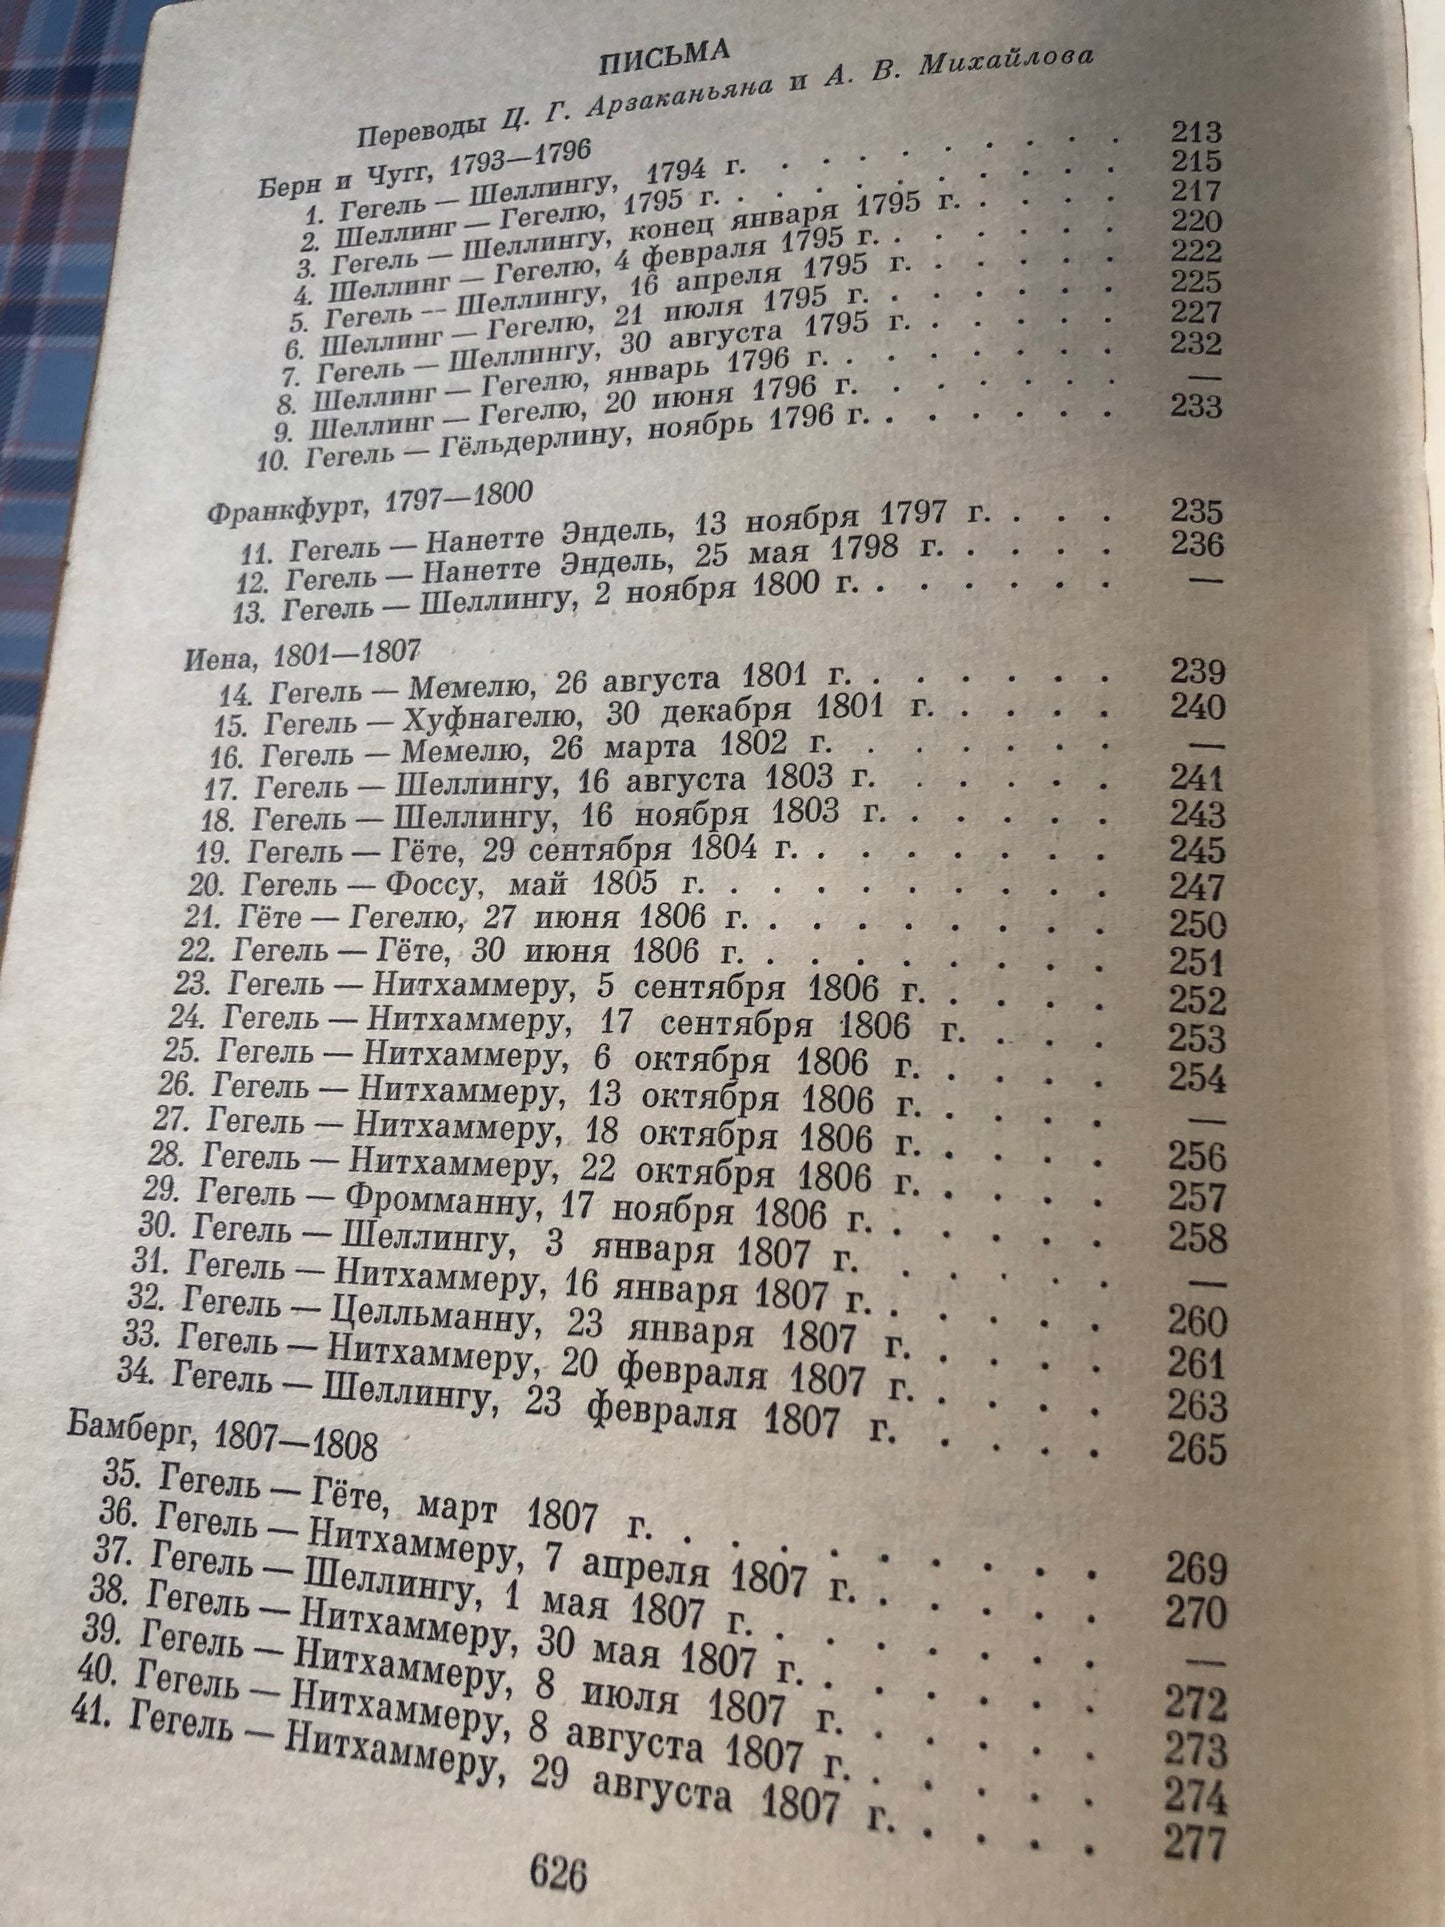 ПИСЬМА
Переводы Ц. Г. Арзаканьяна и А. В. Михайлова
Берн и Чугг, 1793—1796
1. Гегель — Шеллингу, 1794 г. . . . . . . . . . 213
2. Шеллинг — Гегелю, 1795 г. . . . . . . . . . 215
3. Гегель — Шеллингу, конец января 1795 г. . . . . 217
4. Шеллинг — Гегелю, 4 февраля 1795 г. . . . . . 220
5. Гегель — Шеллингу, 16 апреля 1795 г. . . . . 222
6. Шеллинг — Гегелю, 21 июля 1795 г. . . . . . 225
7. Гегель — Шеллингу, 30 августа 1795 г. . . . . 227
8. Шеллинг — Гегелю, январь 1796 г. . . . . . . 232
9. Шеллинг — Гегелю, 20 июня 1796 г. . . . . . . —
10. Гегель — Гёльдерлину, ноябрь 1796 г. . . . . . 233
Франкфурт, 1797—1800
11. Гегель — Нанетте Эндель, 13 ноября 1797 г. . . . 235
12. Гегель — Нанетте Эндель, 25 мая 1798 г. . . . . 236
13. Гегель — Шеллингу, 2 ноября 1800 г. . . . . . . —
Иена, 1801—1807
14. Гегель — Мемелю, 26 августа 1801 г. . . . . . . 239
15. Гегель — Хуфнагелю, 30 декабря 1801 г. . . . . 240
16. Гегель — Мемелю, 26 марта 1802 г. . . . . . . —
17. Гегель — Шеллингу, 16 августа 1803 г. . . . . . 241
18. Гегель — Шеллингу, 16 ноября 1803 г. . . . . . 243
19. Гегель — Гёте, 29 сентября 1804 г. . . . . . . . 245
20. Гегель — Фоссу, май 1805 г. . . . . . . . . . 247
21. Гёте — Гегелю, 27 июня 1806 г. . . . . . . . . 250
22. Гегель — Гёте, 30 июня 1806 г. . . . . . . . . 251
23. Гегель — Нитхаммеру, 5 сентября 1806 г. . . . . 252
24. Гегель — Нитхаммеру, 17 сентября 1806 г. . . . 253
25. Гегель — Нитхаммеру, 6 октября 1806 г. . . . . 254
26. Гегель — Нитхаммеру, 13 октября 1806 г. . . . . —
27. Гегель — Нитхаммеру, 18 октября 1806 г. . . . . 256
28. Гегель — Нитхаммеру, 22 октября 1806 г. . . . . 257
29. Гегель — Фромманну, 17 ноября 1806 г. . . . . . 258
30. Гегель — Шеллингу, 3 января 1807 г. . . . . . —
31. Гегель — Нитхаммеру, 16 января 1807 г. . . . . . 260
32. Гегель — Целльманну, 23 января 1807 г. . . . . 261
33. Гегель — Нитхаммеру, 20 февраля 1807 г. . . . . 263
34. Гегель — Шеллингу, 23 февраля 1807 г. . . . . 265
Бамберг, 1807—1808
35. Гегель — Гёте, март 1807 г. . . . . . . . . . 269
36. Гегель — Нитхаммеру, 7 апреля 1807 г. . . . . . 270
37. Гегель — Шеллингу, 1 мая 1807 г. . . . . . . . —
38. Гегель — Нитхаммеру, 30 мая 1807 г. . . . . . . 272
39. Гегель — Нитхаммеру, 8 июля 1807 г. . . . . . 273
40. Гегель — Нитхаммеру, 8 августа 1807 г. . . . . . 274
41. Гегель — Нитхаммеру, 29 августа 1807 г. . . . . 277
626